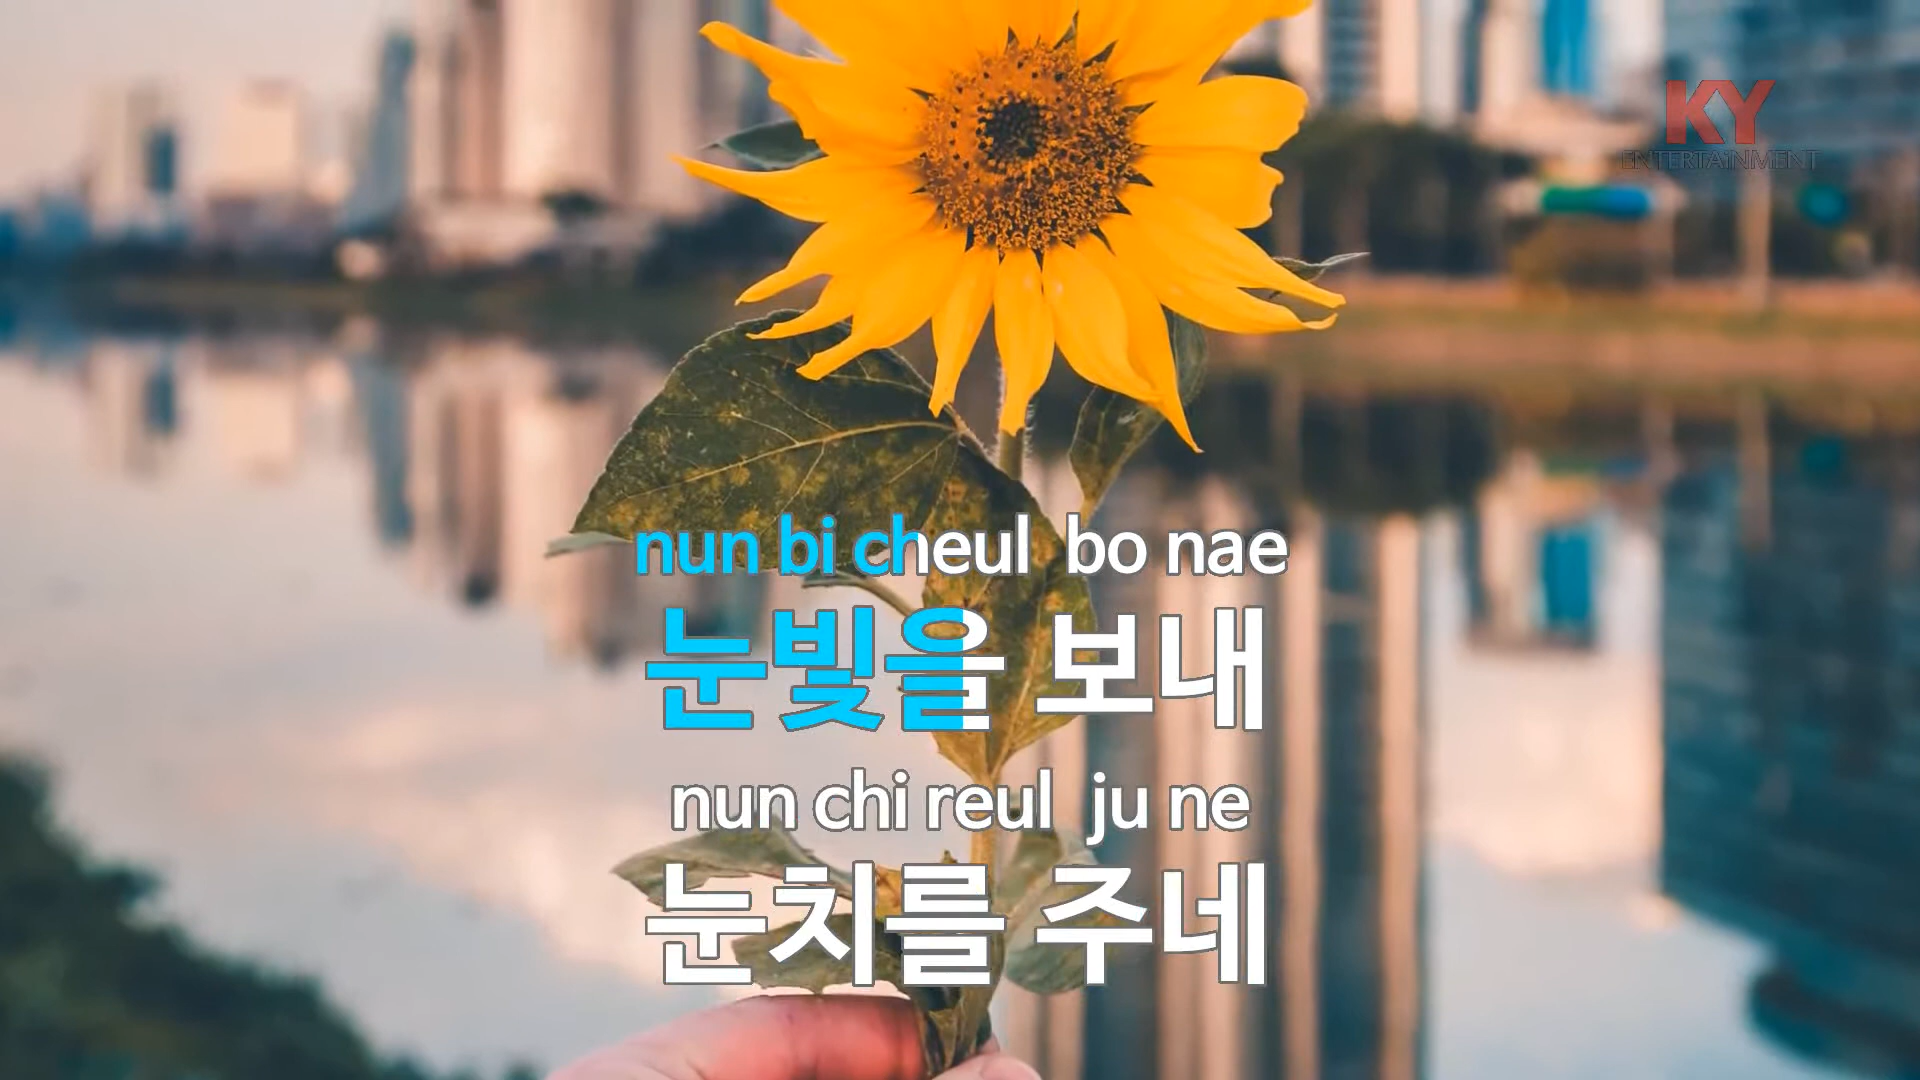 KY
ENTERTAINMENT
nun bi cheul bo nae
눈빛을 보내
nun chi reul ju ne
눈치를 주네